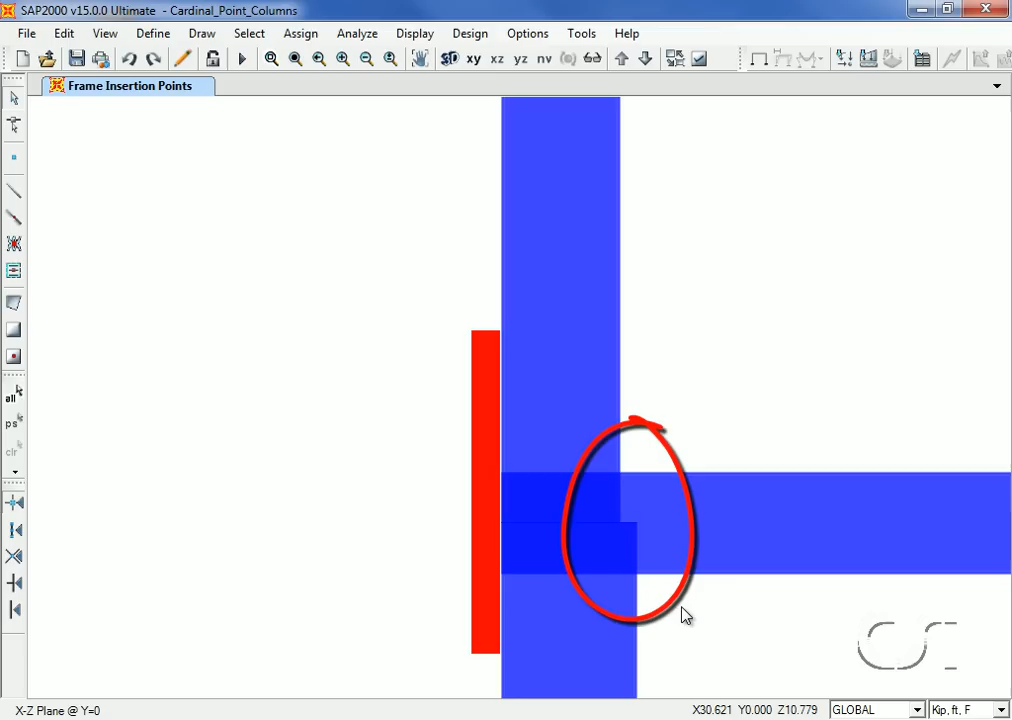 SAP2000 v15.0.0 Ultimate - Cardinal_Point_Columns
File Edit View Define Draw Select Assign Analyze Display Design Options Tools Help
3D xy xz yz nv
Frame Insertion Points
all
ps
clr
CSI
X-Z Plane @ Y=0 X30.621 Y0.000 Z10.779 GLOBAL Kip, ft, F